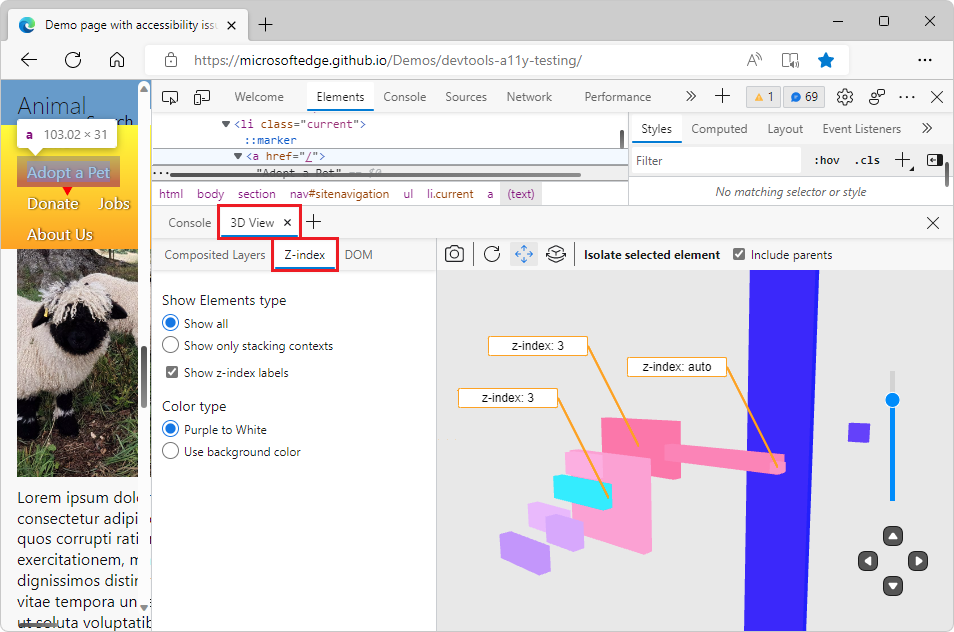 Demo page with accessibility iss
https://microsoftedge.github.io/Demos/devtools-a11y-testing/
Animal
Search
a 103.02 × 31
Adopt a Pet
Donate Jobs
About Us
Lorem ipsum dolo
consectetur adipi
quos corrupti rati
exercitationem, m
dignissimos distin
vitae tempora un
ut soluta voluptatib
Welcome Elements Console Sources Network Performance 1 69
<li class="current">
::marker
<a href="/">
"Adopt a Pet" == $0
html body section nav#sitenavigation ul li.current a (text)
Styles Computed Layout Event Listeners
Filter :hov .cls
No matching selector or style
Console 3D View
Composited Layers Z-index DOM
Isolate selected element Include parents
Show Elements type
Show all
Show only stacking contexts
Show z-index labels
Color type
Purple to White
Use background color
z-index: 3
z-index: auto
z-index: 3